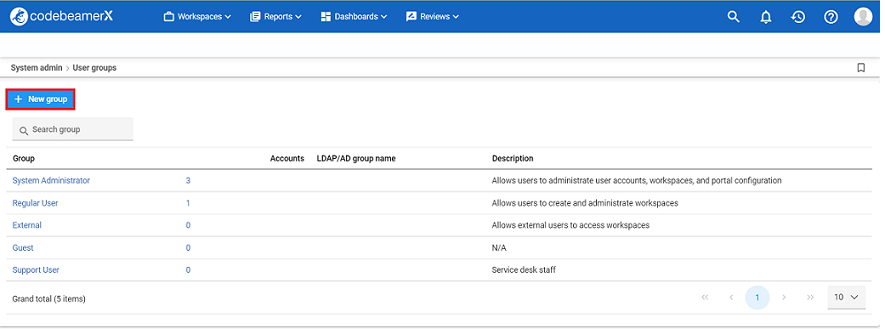 codebeamerX Workspaces Reports Dashboards Reviews
System admin > User groups
+ New group
Search group
Group Accounts LDAP/AD group name Description
System Administrator 3 Allows users to administrate user accounts, workspaces, and portal configuration
Regular User 1 Allows users to create and administrate workspaces
External 0 Allows external users to access workspaces
Guest 0 N/A
Support User 0 Service desk staff
Grand total (5 items) << < 1 > >> 10